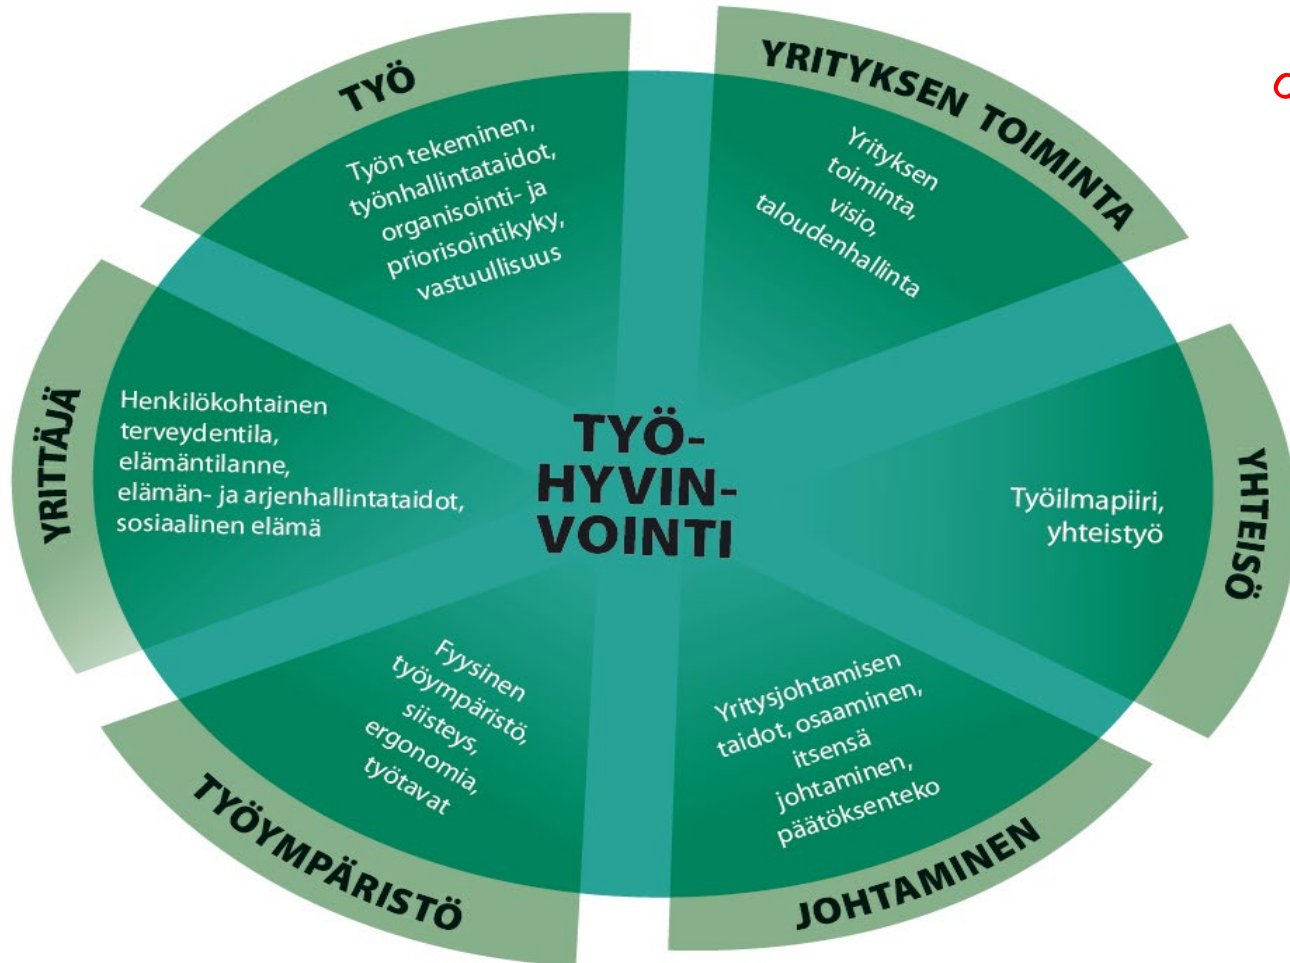 TYÖ
Työn tekeminen,
työnhallintataidot,
organisointi- ja
priorisointikyky,
vastuullisuus
YRITYKSEN TOIMINTA
Yrityksen
toiminta,
visio,
taloudenhallinta
YRITTÄJÄ
Henkilökohtainen
terveydentila,
elämäntilanne,
elämän- ja arjenhallintataidot,
sosiaalinen elämä
TYÖ-
HYVIN-
VOINTI
YHTEISÖ
Työilmapiiri,
yhteistyö
TYÖYMPÄRISTÖ
Fyysinen
työympäristö,
siisteys,
ergonomia,
työtavat
JOHTAMINEN
Yritysjohtamisen
taidot, osaaminen,
itsensä
johtaminen,
päätöksenteko